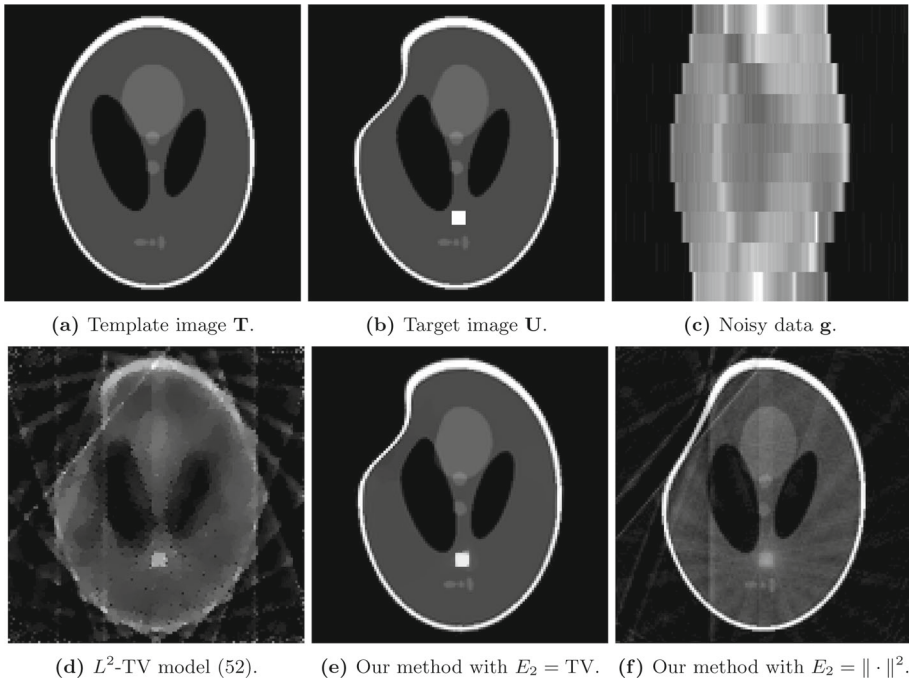 (a) Template image T.
(b) Target image U.
(c) Noisy data g.
(d) L²-TV model (52).
(e) Our method with E₂ = TV.
(f) Our method with E₂ = ‖ · ‖².